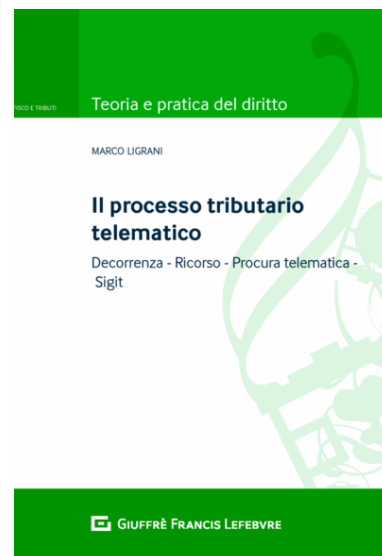 FISCO E TRIBUTI
Teoria e pratica del diritto
MARCO LIGRANI
Il processo tributario
telematico
Decorrenza - Ricorso - Procura telematica -
Sigit
GIUFFRÈ FRANCIS LEFEBVRE